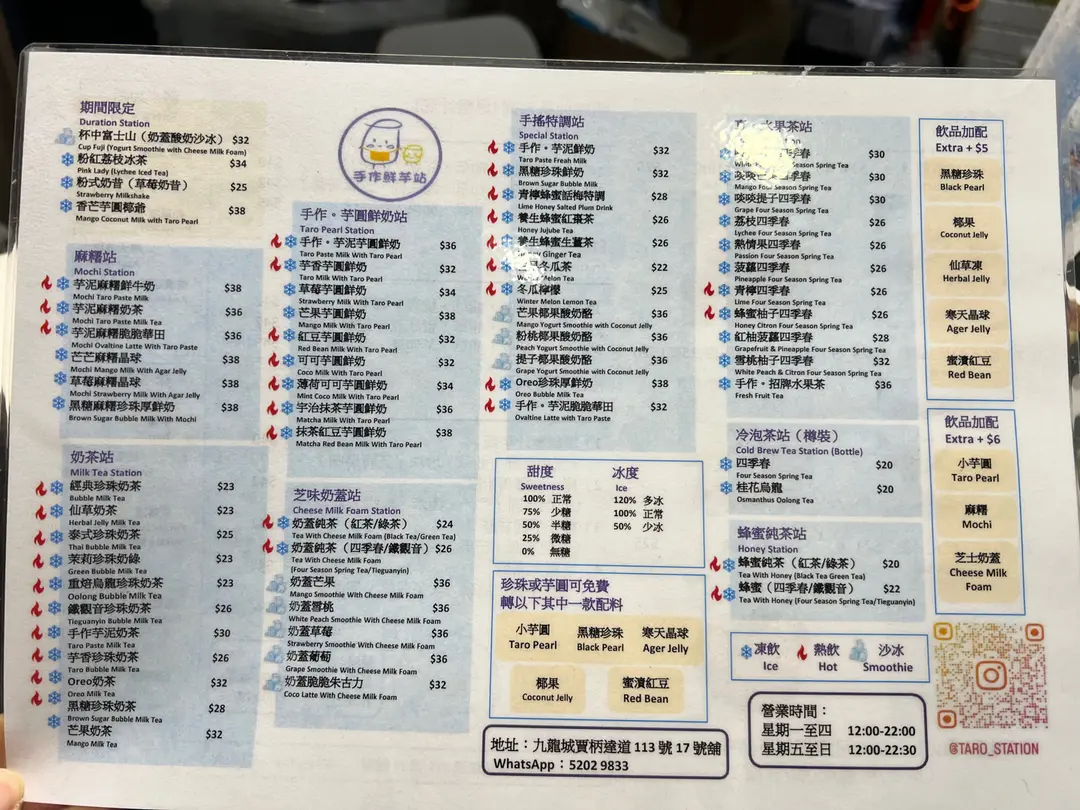 期間限定
Duration Station
杯中富士山（奶蓋酸奶沙冰） $32
Cup Fuji (Yogurt Smoothie with Cheese Milk Foam)
粉紅荔枝冰茶 $34
Pink Lady (Lychee Iced Tea)
粉式奶昔（草莓奶昔） $25
Strawberry Milkshake
香芒芋圓椰爺 $38
Mango Coconut Milk with Taro Pearl
麻糬站
Mochi Station
芋泥麻糬鮮牛奶 $38
Mochi Taro Paste Milk
芋泥麻糬奶茶 $36
Mochi Taro Paste Milk Tea
芋泥麻糬脆脆華田 $36
Mochi Ovaltine Latte With Taro Paste
芒芒麻糬晶球 $38
Mochi Mango Milk With Agar Jelly
草莓麻糬晶球 $38
Mochi Strawberry Milk With Agar Jelly
黑糖麻糬珍珠厚鮮奶 $38
Brown Sugar Bubble Milk With Mochi
奶茶站
Milk Tea Station
經典珍珠奶茶 $23
Bubble Milk Tea
仙草奶茶 $23
Herbal Jelly Milk Tea
泰式珍珠奶茶 $25
Thai Bubble Milk Tea
茉莉珍珠奶綠 $23
Green Bubble Milk Tea
重焙烏龍珍珠奶茶 $23
Oolong Bubble Milk Tea
鐵觀音珍珠奶茶 $26
Tieguanyin Bubble Milk Tea
手作芋泥奶茶 $30
Taro Paste Milk Tea
芋香珍珠奶茶 $26
Taro Bubble Milk Tea
Oreo奶茶 $32
Oreo Milk Tea
黑糖珍珠奶茶 $28
Brown Sugar Bubble Milk Tea
芒果奶茶 $32
Mango Milk Tea
手作鮮芋站
手作・芋圓鮮奶站
Taro Pearl Station
手作・芋泥芋圓鮮奶 $36
Taro Paste Milk With Taro Pearl
芋香芋圓鮮奶 $32
Taro Milk With Taro Pearl
草莓芋圓鮮奶 $34
Strawberry Milk With Taro Pearl
芒果芋圓鮮奶 $38
Mango Milk With Taro Pearl
紅豆芋圓鮮奶 $32
Red Bean Milk With Taro Pearl
可可芋圓鮮奶 $32
Coco Milk With Taro Pearl
薄荷可可芋圓鮮奶 $34
Mint Coco Milk With Taro Pearl
宇治抹茶芋圓鮮奶 $36
Matcha Milk With Taro Pearl
抹茶紅豆芋圓鮮奶 $38
Matcha Red Bean Milk With Taro Pearl
芝味奶蓋站
Cheese Milk Foam Station
奶蓋純茶（紅茶/綠茶） $24
Tea With Cheese Milk Foam (Black Tea/Green Tea)
奶蓋純茶（四季春/鐵觀音） $26
Tea With Cheese Milk Foam
(Four Season Spring Tea/Tieguanyin)
奶蓋芒果 $36
Mango Smoothie With Cheese Milk Foam
奶蓋雪桃 $36
White Peach Smoothie With Cheese Milk Foam
奶蓋草莓 $36
Strawberry Smoothie With Cheese Milk Foam
奶蓋葡萄 $36
Grape Smoothie With Cheese Milk Foam
奶蓋脆脆朱古力 $32
Coco Latte With Cheese Milk Foam
手搖特調站
Special Station
手作・芋泥鮮奶 $32
Taro Paste Freah Milk
黑糖珍珠鮮奶 $32
Brown Sugar Bubble Milk
青檸蜂蜜話梅特調 $28
Lime Honey Salted Plum Drink
養生蜂蜜紅棗茶 $26
Honey Jujube Tea
養生蜂蜜生薑茶 $26
Ginger Tea
冬瓜茶 $22
Melon Tea
冬瓜檸檬 $25
Winter Melon Lemon Tea
芒果椰果酸奶酪 $36
Mango Yogurt Smoothie with Coconut Jelly
粉桃椰果酸奶酪 $36
Peach Yogurt Smoothie with Coconut Jelly
提子椰果酸奶酪 $36
Grape Yogurt Smoothie with Coconut Jelly
Oreo珍珠厚鮮奶 $38
Oreo Bubble Milk
手作・芋泥脆脆華田 $32
Ovaltine Latte with Taro Paste
甜度
Sweetness
100% 正常
75% 少糖
50% 半糖
25% 微糖
0% 無糖
冰度
Ice
120% 多冰
100% 正常
50% 少冰
珍珠或芋圓可免費
轉以下其中一款配料
小芋圓
Taro Pearl
黑糖珍珠
Black Pearl
寒天晶球
Ager Jelly
椰果
Coconut Jelly
蜜漬紅豆
Red Bean
地址：九龍城賈柄達道 113 號 17 號舖
WhatsApp：5202 9833
水果茶站
季春 $30
Four Season Spring Tea
四季春 $30
Mango Four Season Spring Tea
啖啖提子四季春 $30
Grape Four Season Spring Tea
荔枝四季春 $26
Lychee Four Season Spring Tea
熱情果四季春 $26
Passion Four Season Spring Tea
菠蘿四季春 $26
Pineapple Four Season Spring Tea
青檸四季春 $26
Lime Four Season Spring Tea
蜂蜜柚子四季春 $26
Honey Citron Four Season Spring Tea
紅柚菠蘿四季春 $28
Grapefruit & Pineapple Four Season Spring Tea
雪桃柚子四季春 $32
White Peach & Citron Four Season Spring Tea
手作・招牌水果茶 $36
Fresh Fruit Tea
冷泡茶站（樽裝）
Cold Brew Tea Station (Bottle)
四季春 $20
Four Season Spring Tea
桂花烏龍 $20
Osmanthus Oolong Tea
蜂蜜純茶站
Honey Station
蜂蜜純茶（紅茶/綠茶） $20
Tea With Honey (Black Tea Green Tea)
蜂蜜（四季春/鐵觀音） $22
Tea With Honey (Four Season Spring Tea/Tieguanyin)
凍飲
Ice
熱飲
Hot
沙冰
Smoothie
營業時間：
星期一至四 12:00-22:00
星期五至日 12:00-22:30
飲品加配
Extra + $5
黑糖珍珠
Black Pearl
椰果
Coconut Jelly
仙草凍
Herbal Jelly
寒天晶球
Ager Jelly
蜜漬紅豆
Red Bean
飲品加配
Extra + $6
小芋圓
Taro Pearl
麻糬
Mochi
芝士奶蓋
Cheese Milk
Foam
@TARO_STATION